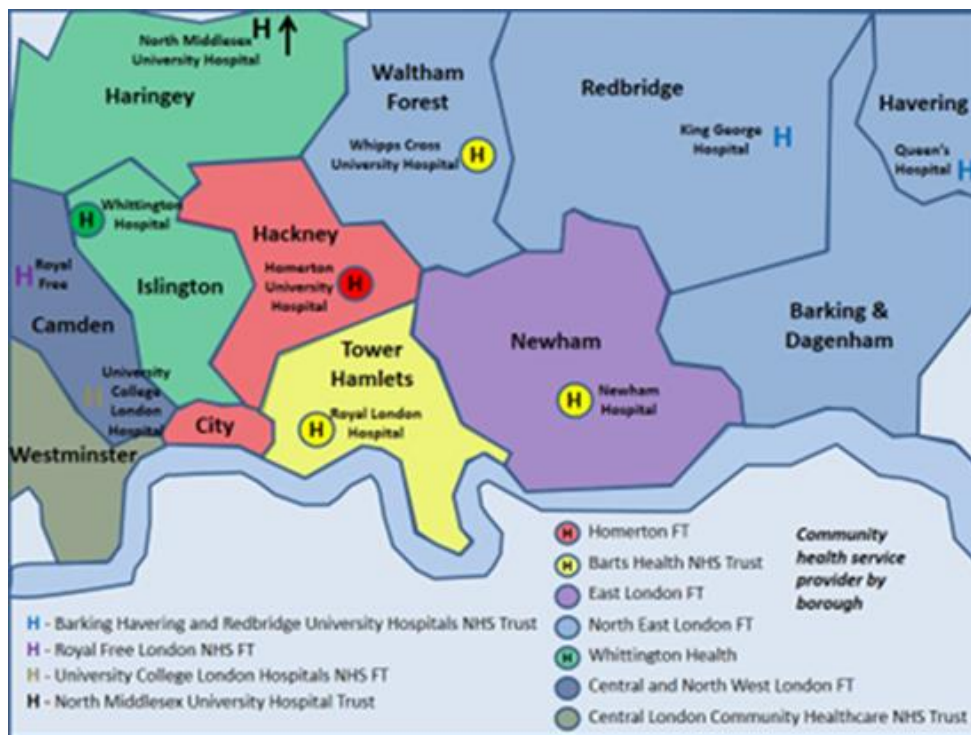 H
North Middlesex
University Hospital
Haringey
Waltham
Forest
Redbridge
Havering
Whipps Cross
University Hospital
H
King George
Hospital
H
Queen's
Hospital
H
H
Whittington
Hospital
Hackney
H
Royal
Free
Islington
Homerton
University
Hospital
H
Camden
Barking &
Dagenham
Tower
Hamlets
Newham
University
College
London
Hospital
H
H
Newham
Hospital
H
Royal London
Hospital
City
Westminster
H Homerton FT
H Barts Health NHS Trust
East London FT
North East London FT
H Whittington Health
Central and North West London FT
Central London Community Healthcare NHS Trust
Community
health service
provider by
borough
H - Barking Havering and Redbridge University Hospitals NHS Trust
H - Royal Free London NHS FT
H - University College London Hospitals NHS FT
H - North Middlesex University Hospital Trust